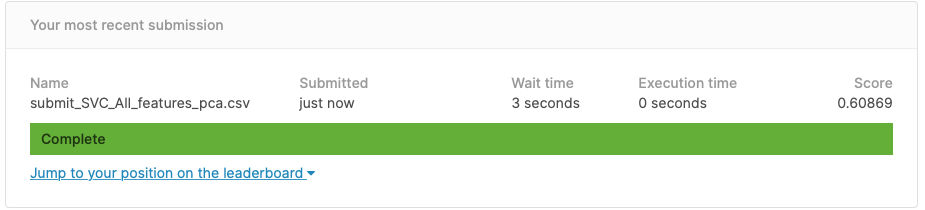 Your most recent submission
Name Submitted Wait time Execution time Score
submit_SVC_All_features_pca.csv just now 3 seconds 0 seconds 0.60869
Complete
Jump to your position on the leaderboard